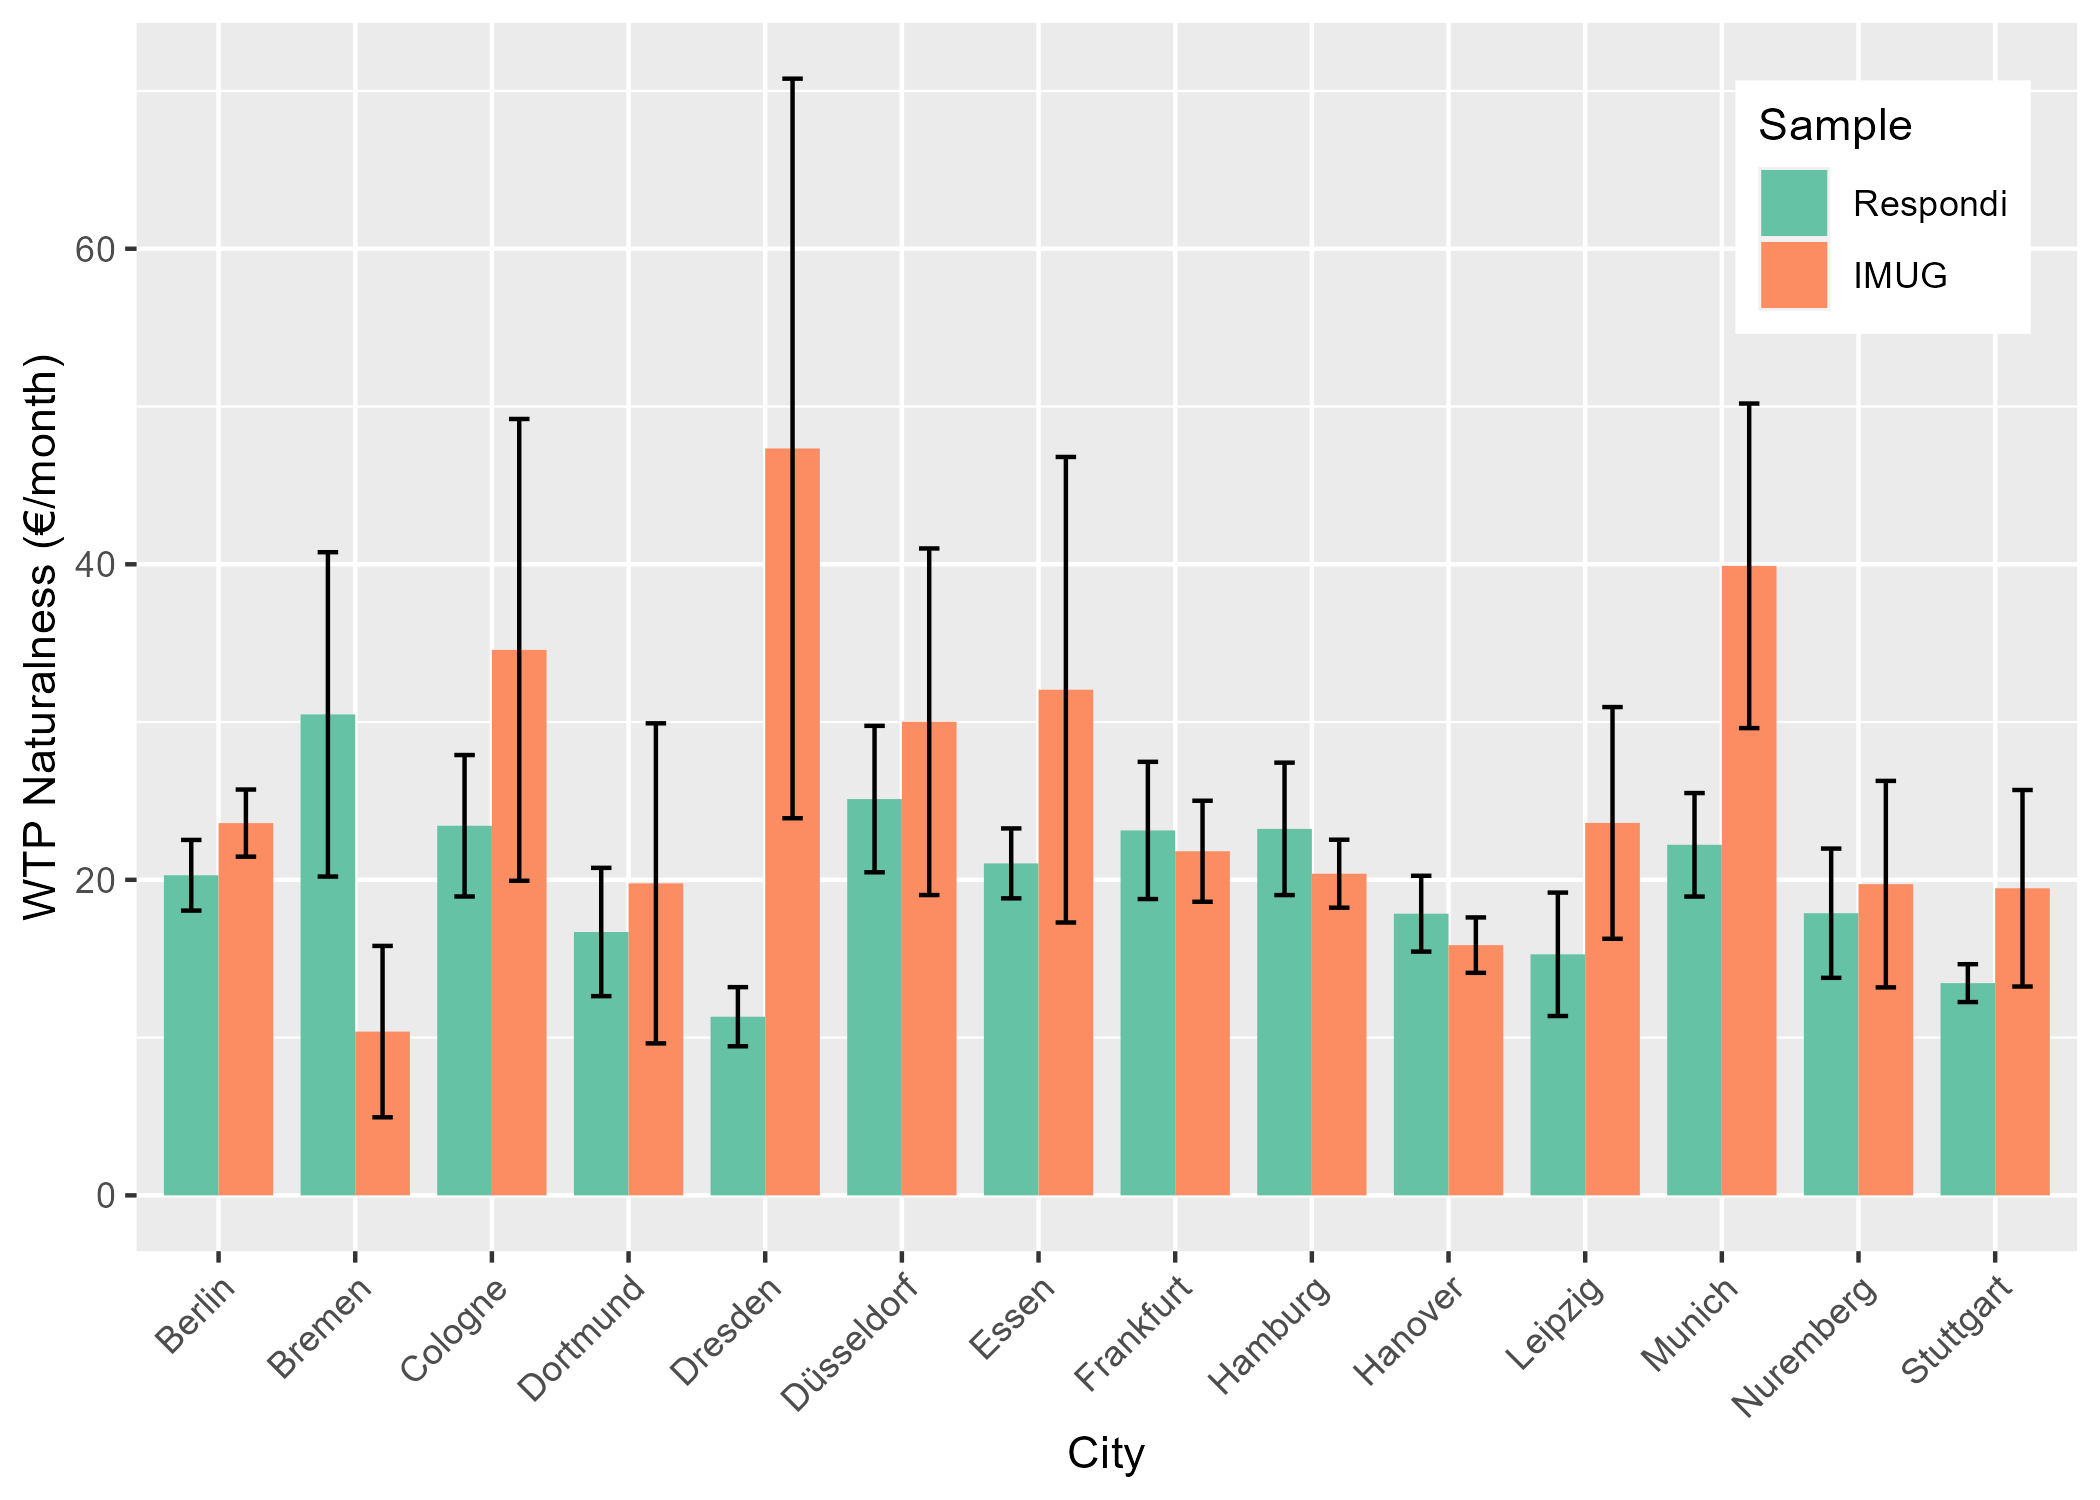 WTP Naturalness (€/month)
60
40
20
0
Sample
Respondi
IMUG
Berlin
Bremen
Cologne
Dortmund
Dresden
Düsseldorf
Essen
Frankfurt
Hamburg
Hanover
Leipzig
Munich
Nuremberg
Stuttgart
City